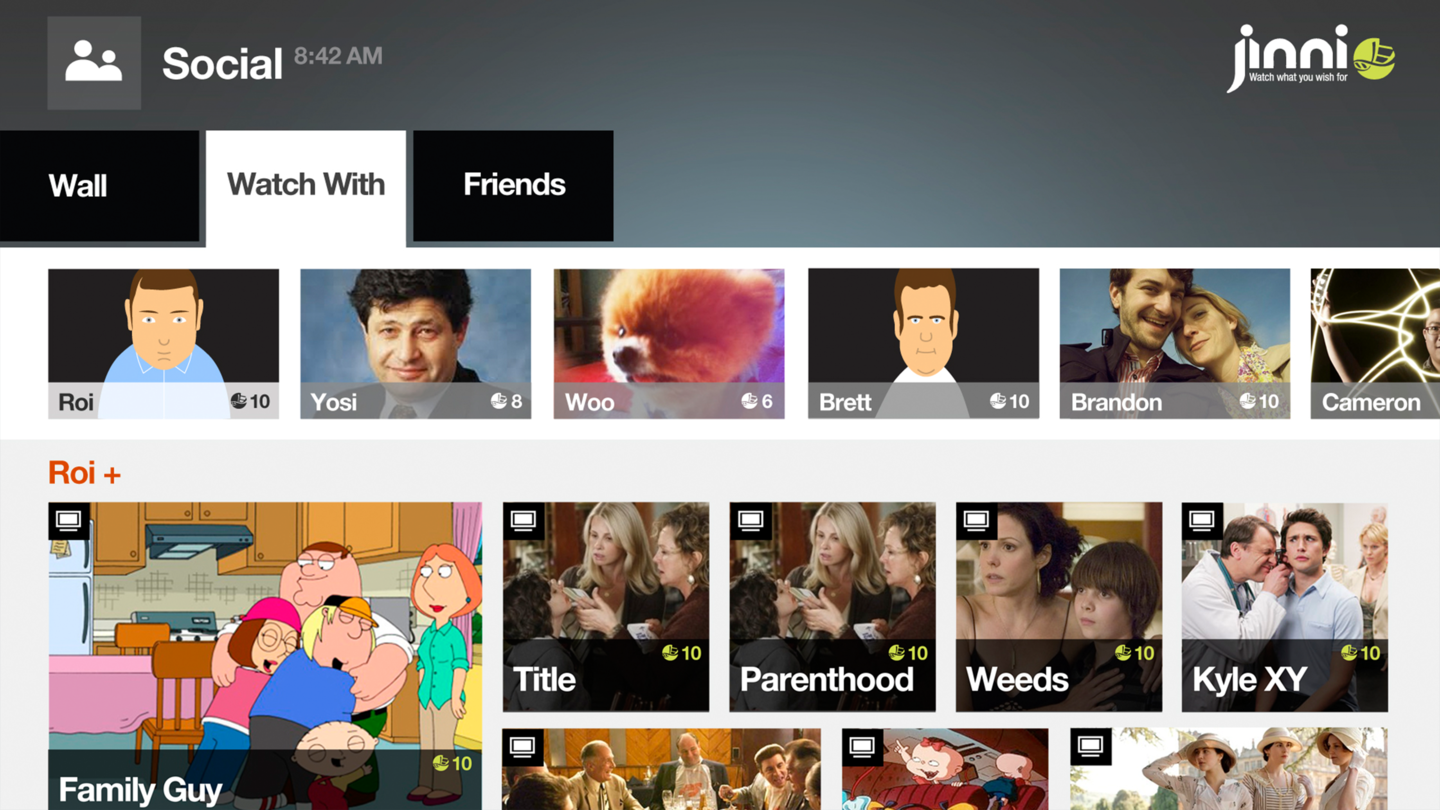 Social 8:42 AM
jinni
Watch what you wish for
Wall
Watch With
Friends
Roi 10
Yosi 8
Woo 6
Brett 10
Brandon 10
Cameron
Roi +
10
Title
10
Parenthood
10
Weeds
10
Kyle XY
10
Family Guy